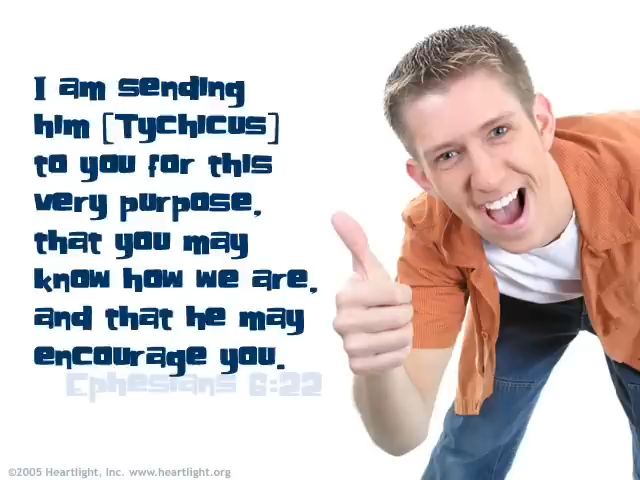 I am sending
him [Tychicus]
to you for this
very purpose,
that you may
know how we are,
and that he may
encourage you.
Ephesians 6:22
©2005 Heartlight, Inc. www.heartlight.org